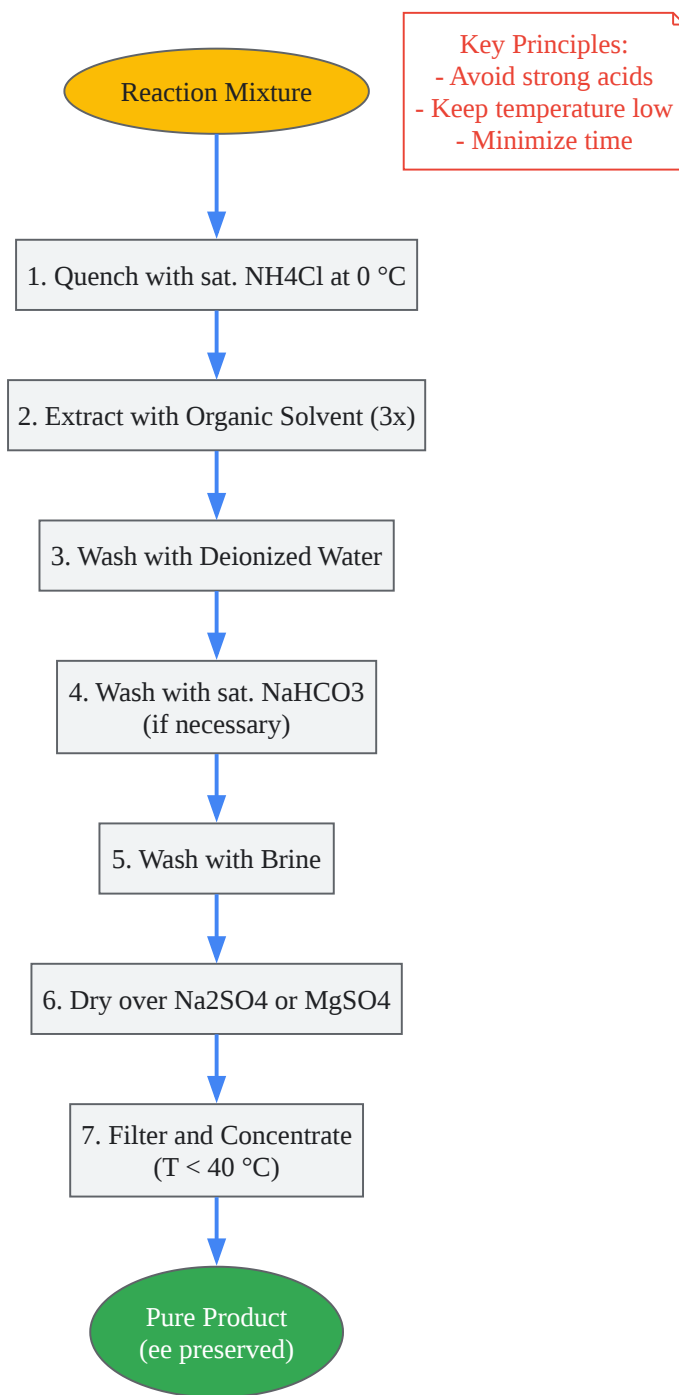 Key Principles:
- Avoid strong acids
- Keep temperature low
- Minimize time
Reaction Mixture
1. Quench with sat. NH4Cl at 0 °C
2. Extract with Organic Solvent (3x)
3. Wash with Deionized Water
4. Wash with sat. NaHCO3
(if necessary)
5. Wash with Brine
6. Dry over Na2SO4 or MgSO4
7. Filter and Concentrate
(T < 40 °C)
Pure Product
(ee preserved)